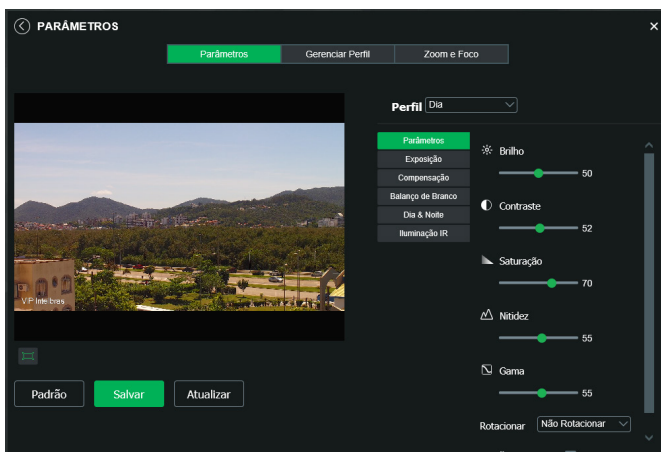 PARÂMETROS
Parâmetros Gerenciar Perfil Zoom e Foco
Perfil Dia
Parâmetros
Exposição
Compensação
Balanço de Branco
Dia & Noite
Iluminação IR
Brilho
50
Contraste
52
Saturação
70
Nitidez
55
Gama
55
Rotacionar Não Rotacionar
VIP Intelbras
Padrão Salvar Atualizar